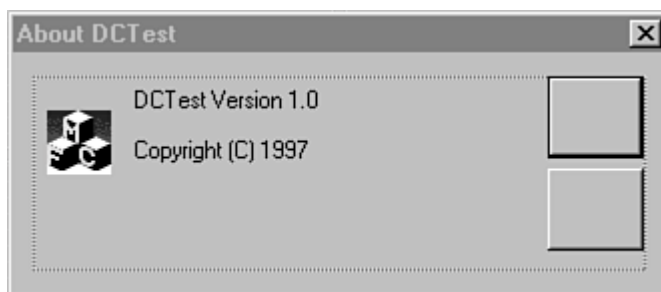 About DCTest
DCTest Version 1.0
M
F C
Copyright (C) 1997